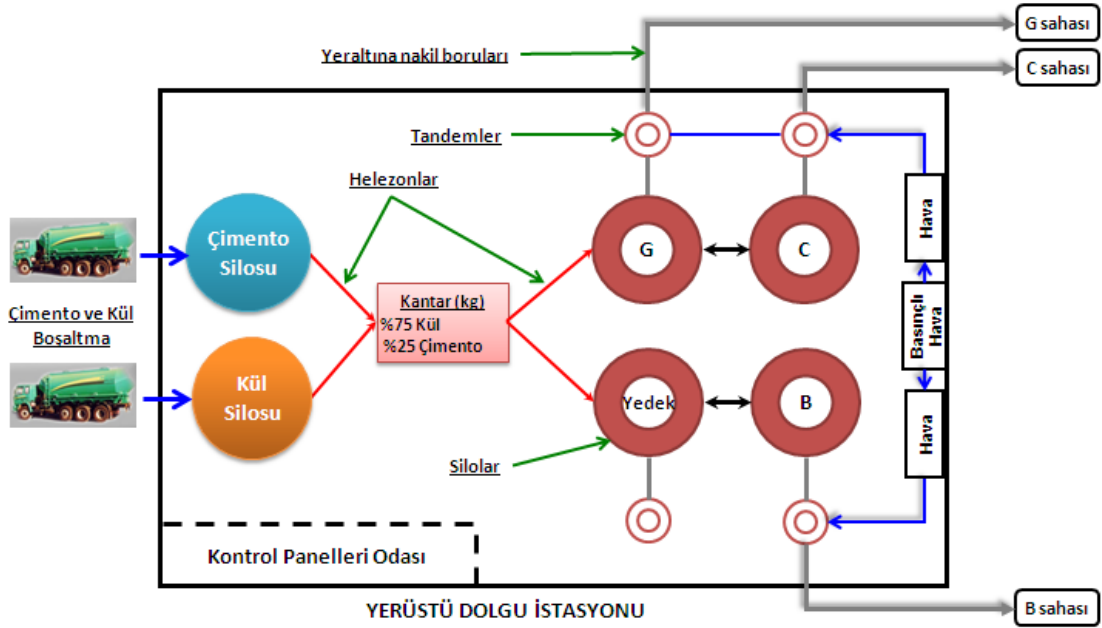 G sahası
Yeraltına nakil boruları
C sahası
Tandemler
Helezonlar
Çimento
Silosu
G
C
Hava
Çimento ve Kül
Boşaltma
Kantar (kg)
%75 Kül
%25 Çimento
Basınçlı
Hava
Kül
Silosu
Yedek
B
Hava
Silolar
Kontrol Panelleri Odası
YERÜSTÜ DOLGU İSTASYONU
B sahası